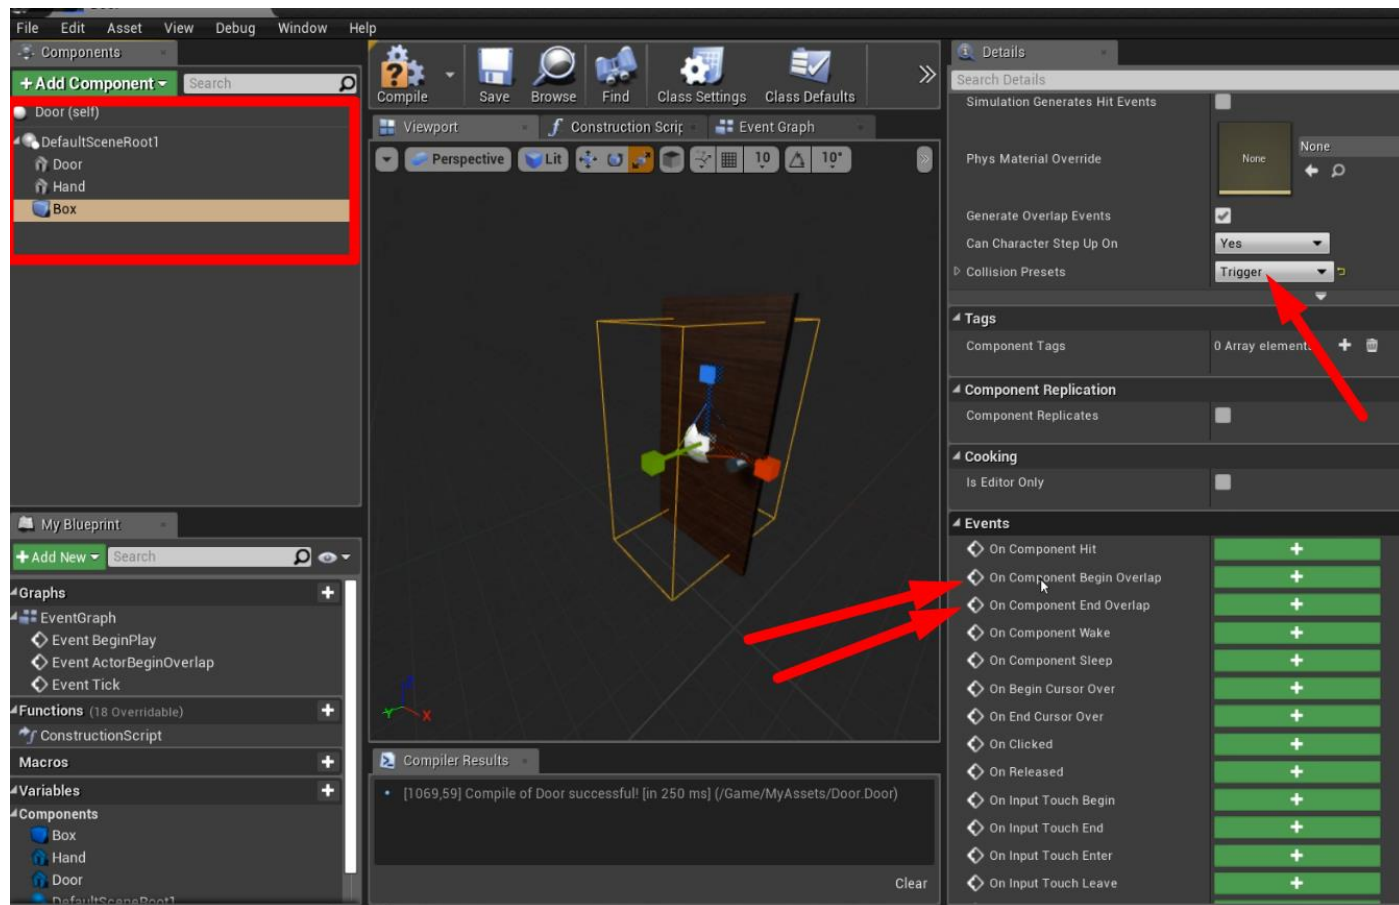 File Edit Asset View Debug Window Help
Components
+Add Component
Search
Door (self)
DefaultSceneRoot1
Door
Hand
Box
Compile
Save
Browse
Find
Class Settings
Class Defaults
Viewport
Construction Scrip
Event Graph
Perspective
Lit
10
10°
Compiler Results
[1069,59] Compile of Door successful! [in 250 ms] (/Game/MyAssets/Door.Door)
Clear
My Blueprint
+Add New
Search
Graphs
EventGraph
Event BeginPlay
Event ActorBeginOverlap
Event Tick
Functions (18 Overridable)
ConstructionScript
Macros
Variables
Components
Box
Hand
Door
DefaultSceneRoot1
Details
Search Details
Simulation Generates Hit Events
Phys Material Override
None
None
Generate Overlap Events
Can Character Step Up On
Yes
Collision Presets
Trigger
Tags
Component Tags
0 Array element
Component Replication
Component Replicates
Cooking
Is Editor Only
Events
On Component Hit
On Component Begin Overlap
On Component End Overlap
On Component Wake
On Component Sleep
On Begin Cursor Over
On End Cursor Over
On Clicked
On Released
On Input Touch Begin
On Input Touch End
On Input Touch Enter
On Input Touch Leave